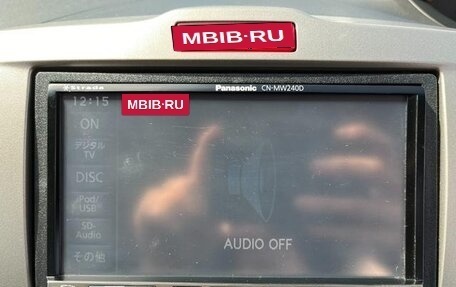 MBIB·RU
Strada
Panasonic CN-MW240D
12:15
MBIB·RU
ON
デジタル
TV
DISC
iPod/
USB
SD-
Audio
その他
AUDIO OFF